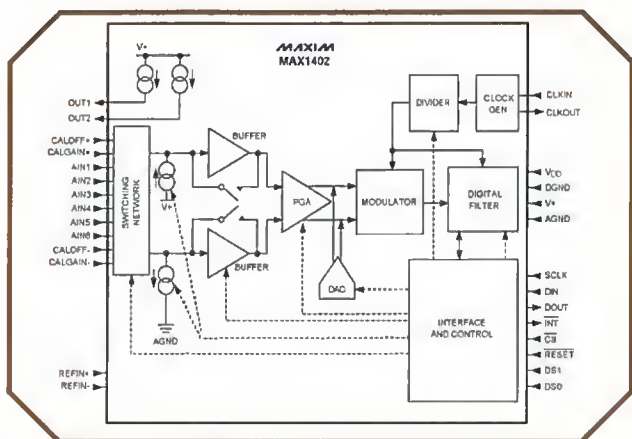 MAXIM
MAX1402
V+
OUT1
OUT2
CALOFF+
CALGAIN+
AIN1
AIN2
AIN3
AIN4
AIN5
AIN6
CALOFF-
CALGAIN-
REFIN+
REFIN-
SWITCHING
NETWORK
BUFFER
V+
BUFFER
AGND
PGA
DAC
MODULATOR
DIVIDER
CLOCK
GEN
DIGITAL
FILTER
INTERFACE
AND CONTROL
CLKIN
CLKOUT
VDD
DGND
V+
AGND
SCLK
DIN
DOUT
INT
CS
RESET
DS1
DS0